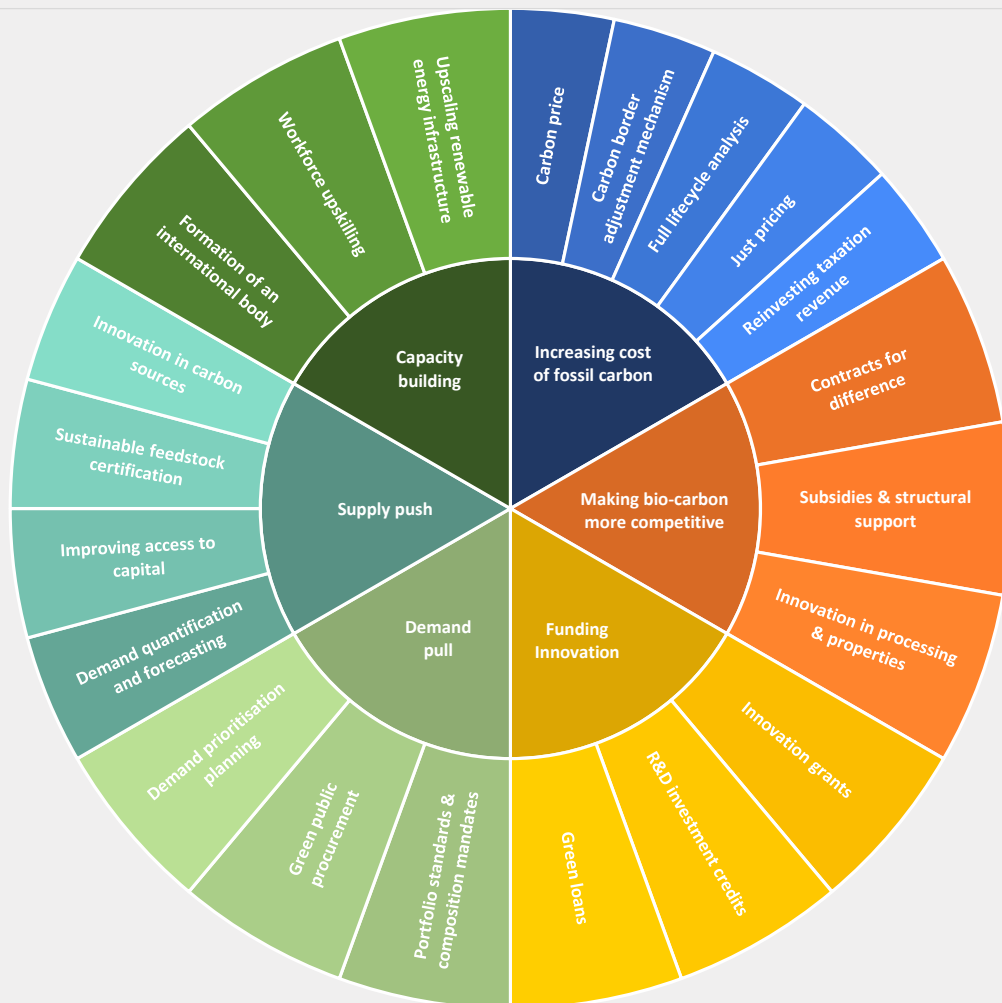 Increasing cost
of fossil carbon
Carbon price
Carbon border
adjustment mechanism
Full lifecycle analysis
Just pricing
Reinvesting taxation
revenue
Making bio-carbon
more competitive
Contracts for
difference
Subsidies & structural
support
Innovation in processing
& properties
Funding
Innovation
Innovation grants
R&D investment credits
Green loans
Demand
pull
Portfolio standards &
composition mandates
Green public
procurement
Demand prioritisation
planning
Supply push
Demand quantification
and forecasting
Improving access to
capital
Sustainable feedstock
certification
Innovation in carbon
sources
Capacity
building
Formation of an
international body
Workforce upskilling
Upscaling renewable
energy infrastructure